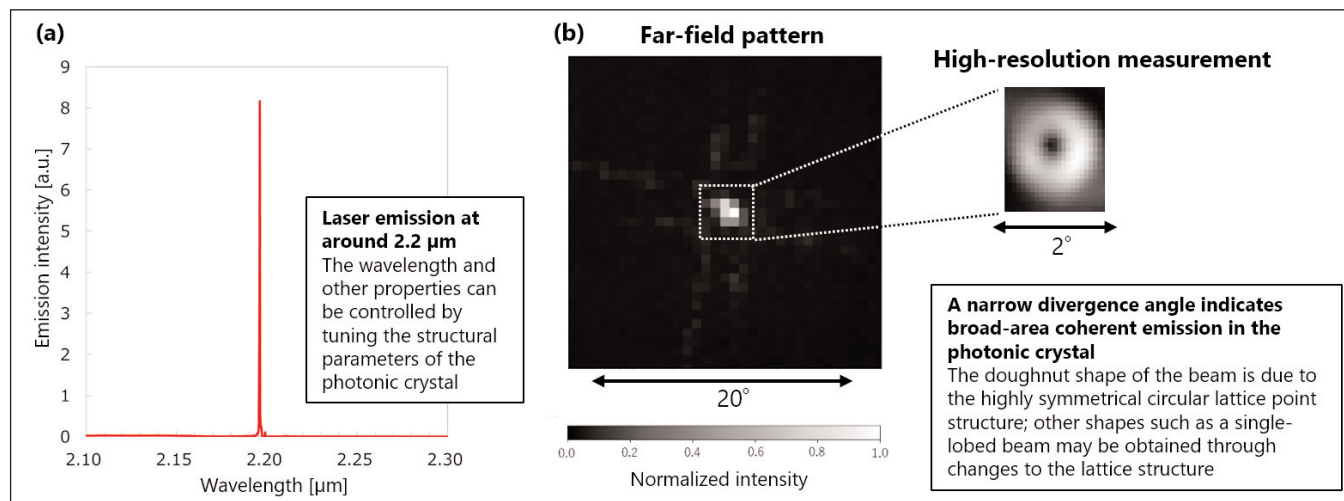 (a)
9
8
7
6
5
4
3
2
1
0
Emission intensity [a.u.]
2.10 2.15 2.20 2.25 2.30
Wavelength [μm]
Laser emission at
around 2.2 μm
The wavelength and
other properties can
be controlled by
tuning the structural
parameters of the
photonic crystal
(b)
Far-field pattern
20°
0.0 0.2 0.4 0.6 0.8 1.0
Normalized intensity
High-resolution measurement
2°
A narrow divergence angle indicates
broad-area coherent emission in the
photonic crystal
The doughnut shape of the beam is due to
the highly symmetrical circular lattice point
structure; other shapes such as a single-
lobed beam may be obtained through
changes to the lattice structure